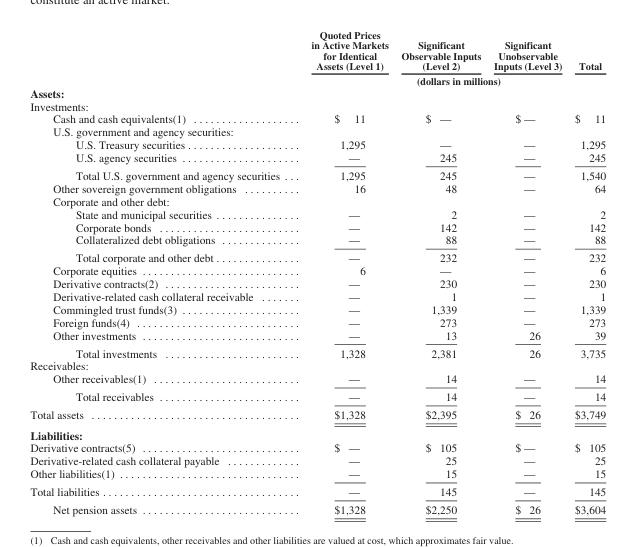 constitute an active market.
Quoted Prices
in Active Markets Significant Significant
for Identical Observable Inputs Unobservable
Assets (Level 1) (Level 2) Inputs (Level 3) Total
(dollars in millions)
Assets:
Investments:
Cash and cash equivalents(1) ................... $ 11 $ — $ — $ 11
U.S. government and agency securities:
U.S. Treasury securities .................... 1,295 — — 1,295
U.S. agency securities ..................... — 245 — 245
Total U.S. government and agency securities ... 1,295 245 — 1,540
Other sovereign government obligations .......... 16 48 — 64
Corporate and other debt:
State and municipal securities ............... — 2 — 2
Corporate bonds .......................... — 142 — 142
Collateralized debt obligations .............. — 88 — 88
Total corporate and other debt ............... — 232 — 232
Corporate equities ............................ 6 — — 6
Derivative contracts(2) ......................... — 230 — 230
Derivative-related cash collateral receivable ....... — 1 — 1
Commingled trust funds(3) ...................... — 1,339 — 1,339
Foreign funds(4) ............................. — 273 — 273
Other investments ............................. — 13 26 39
Total investments ........................ 1,328 2,381 26 3,735
Receivables:
Other receivables(1) ........................... — 14 — 14
Total receivables ......................... — 14 — 14
Total assets ..................................... $1,328 $2,395 $ 26 $3,749
Liabilities:
Derivative contracts(5) ............................ $ — $ 105 $ — $ 105
Derivative-related cash collateral payable ............. — 25 — 25
Other liabilities(1) ................................ — 15 — 15
Total liabilities ................................... — 145 — 145
Net pension assets ............................ $1,328 $2,250 $ 26 $3,604
(1) Cash and cash equivalents, other receivables and other liabilities are valued at cost, which approximates fair value.